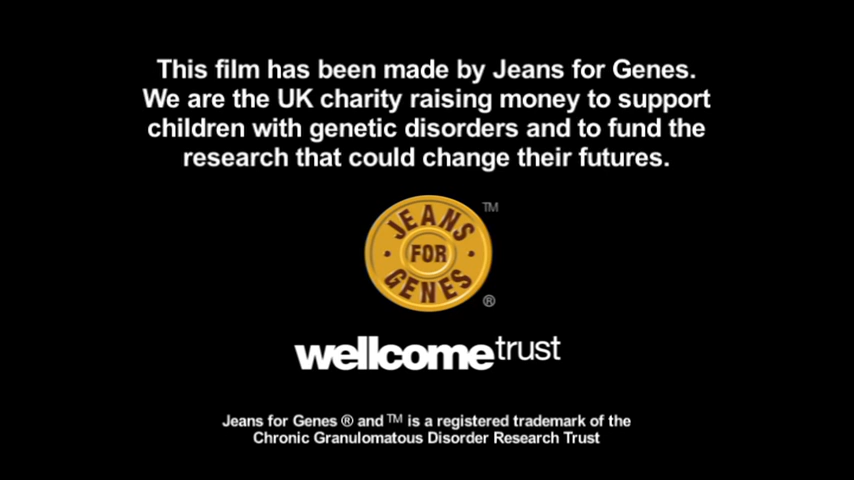 This film has been made by Jeans for Genes.
We are the UK charity raising money to support
children with genetic disorders and to fund the
research that could change their futures.
JEANS
TM
FOR
GENES
®
wellcometrust
Jeans for Genes ® and TM is a registered trademark of the
Chronic Granulomatous Disorder Research Trust